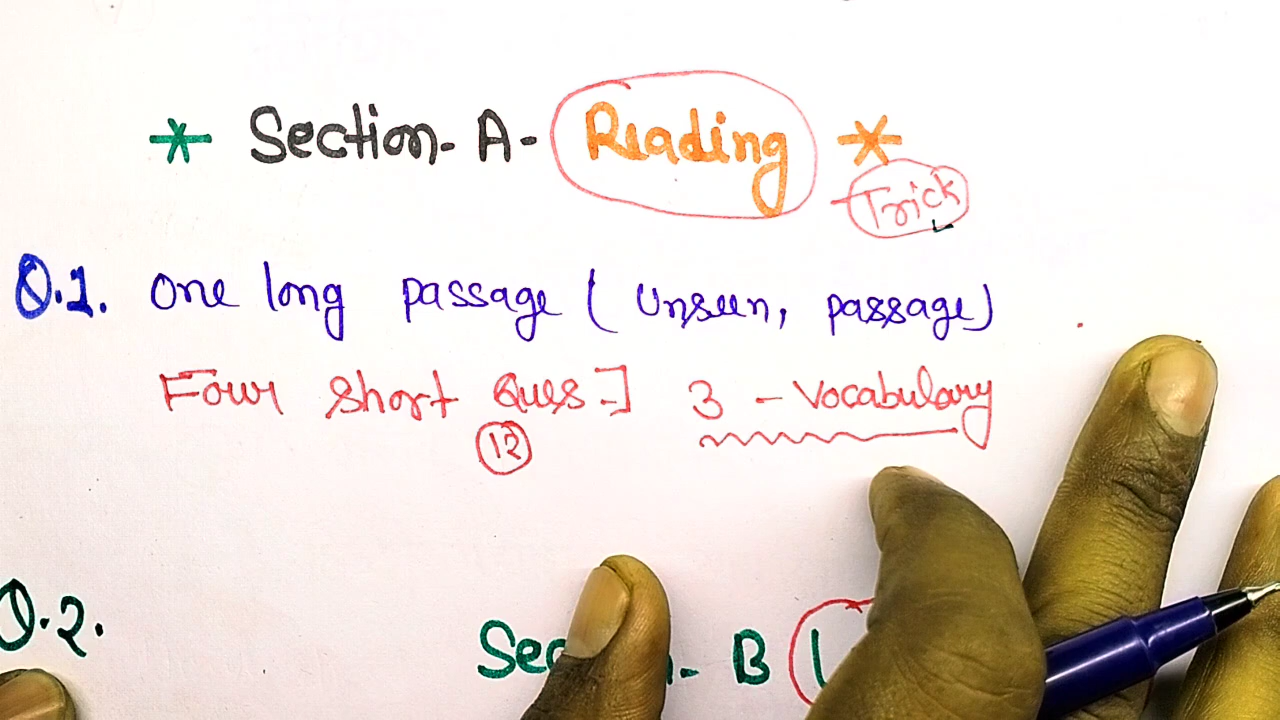 * Section-A- Reading *
Trick
Q.1. One long passage ( Unseen, passage)
Four Short Ques-] 3 - Vocabulary
12
Q.2.
B (